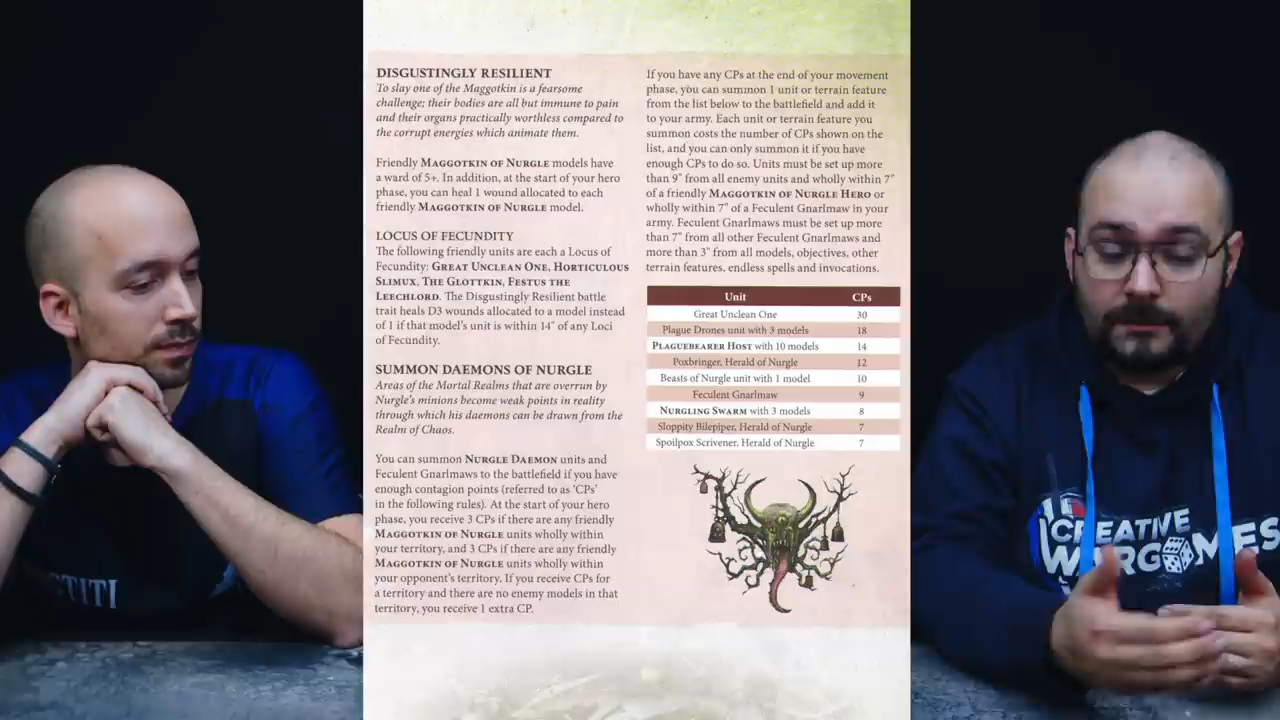 DISGUSTINGLY RESILIENT
To slay one of the Maggotkin is a fearsome
challenge; their bodies are all but immune to pain
and their organs practically worthless compared to
the corrupt energies which animate them.
Friendly MAGGOTKIN OF NURGLE models have
a ward of 5+. In addition, at the start of your hero
phase, you can heal 1 wound allocated to each
friendly MAGGOTKIN OF NURGLE model.
LOCUS OF FECUNDITY
The following friendly units are each a Locus of
Fecundity: GREAT UNCLEAN ONE, HORTICULOUS
SLIMUX, THE GLOTTKIN, FESTUS THE
LEECHLORD. The Disgustingly Resilient battle
trait heals D3 wounds allocated to a model instead
of 1 if that model's unit is within 14" of any Loci
of Fecundity.
SUMMON DAEMONS OF NURGLE
Areas of the Mortal Realms that are overrun by
Nurgle's minions become weak points in reality
through which his daemons can be drawn from the
Realm of Chaos.
You can summon NURGLE DAEMON units and
Feculent Gnarlmaws to the battlefield if you have
enough contagion points (referred to as 'CPs'
in the following rules). At the start of your hero
phase, you receive 3 CPs if there are any friendly
MAGGOTKIN OF NURGLE units wholly within
your territory, and 3 CPs if there are any friendly
MAGGOTKIN OF NURGLE units wholly within
your opponent's territory. If you receive CPs for
a territory and there are no enemy models in that
territory, you receive 1 extra CP.
If you have any CPs at the end of your movement
phase, you can summon 1 unit or terrain feature
from the list below to the battlefield and add it
to your army. Each unit or terrain feature you
summon costs the number of CPs shown on the
list, and you can only summon it if you have
enough CPs to do so. Units must be set up more
than 9" from all enemy units and wholly within 7"
of a friendly MAGGOTKIN OF NURGLE HERO or
wholly within 7" of a Feculent Gnarlmaw in your
army. Feculent Gnarlmaws must be set up more
than 7" from all other Feculent Gnarlmaws and
more than 3" from all models, objectives, other
terrain features, endless spells and invocations.
Unit CPs
Great Unclean One 30
Plague Drones unit with 3 models 18
PLAGUEBEARER HOST with 10 models 14
Poxbringer, Herald of Nurgle 12
Beasts of Nurgle unit with 1 model 10
Feculent Gnarlmaw 9
NURGLING SWARM with 3 models 8
Sloppity Bilepiper, Herald of Nurgle 7
Spoilpox Scrivener, Herald of Nurgle 7
CREATIVE
WARGAMES